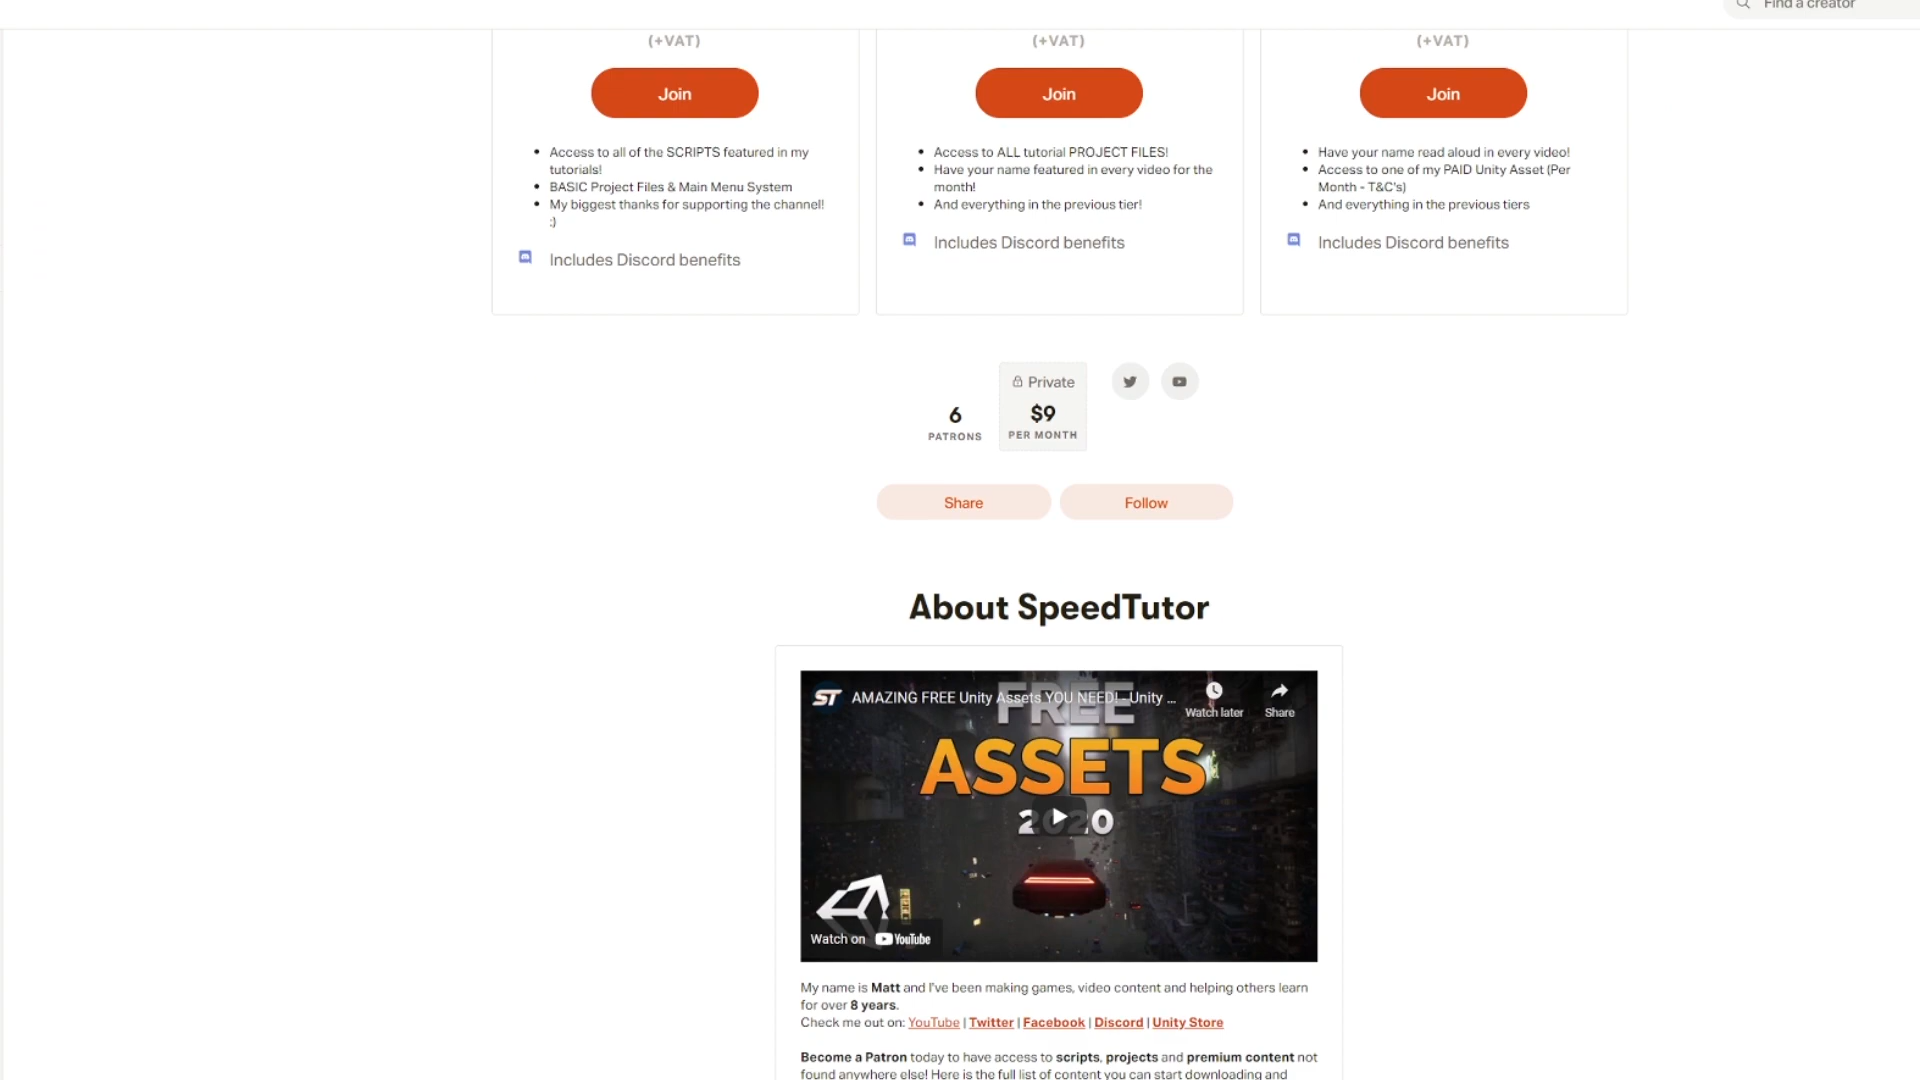 Find a creator
(+VAT)
Join
Access to all of the SCRIPTS featured in my
tutorials!
BASIC Project Files & Main Menu System
My biggest thanks for supporting the channel!
:)
Includes Discord benefits
(+VAT)
Join
Access to ALL tutorial PROJECT FILES!
Have your name featured in every video for the
month!
And everything in the previous tier!
Includes Discord benefits
(+VAT)
Join
Have your name read aloud in every video!
Access to one of my PAID Unity Asset (Per
Month - T&C's)
And everything in the previous tiers
Includes Discord benefits
6
PATRONS
Private
$9
PER MONTH
Share
Follow
About SpeedTutor
ST
AMAZING FREE Unity Assets YOU NEED! - Unity ...
Watch later
Share
FREE
ASSETS
2020
Watch on YouTube
My name is Matt and I've been making games, video content and helping others learn
for over 8 years.
Check me out on: YouTube | Twitter | Facebook | Discord | Unity Store
Become a Patron today to have access to scripts, projects and premium content not
found anywhere else! Here is the full list of content you can start downloading and